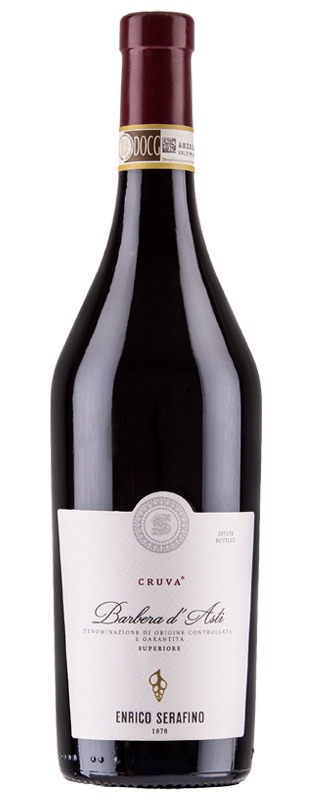 DOCG
S
ESTATE
BOTTLED
CRUVA®
Barbera d'Asti
DENOMINAZIONE DI ORIGINE CONTROLLATA
E GARANTITA
SUPERIORE
ENRICO SERAFINO
1878